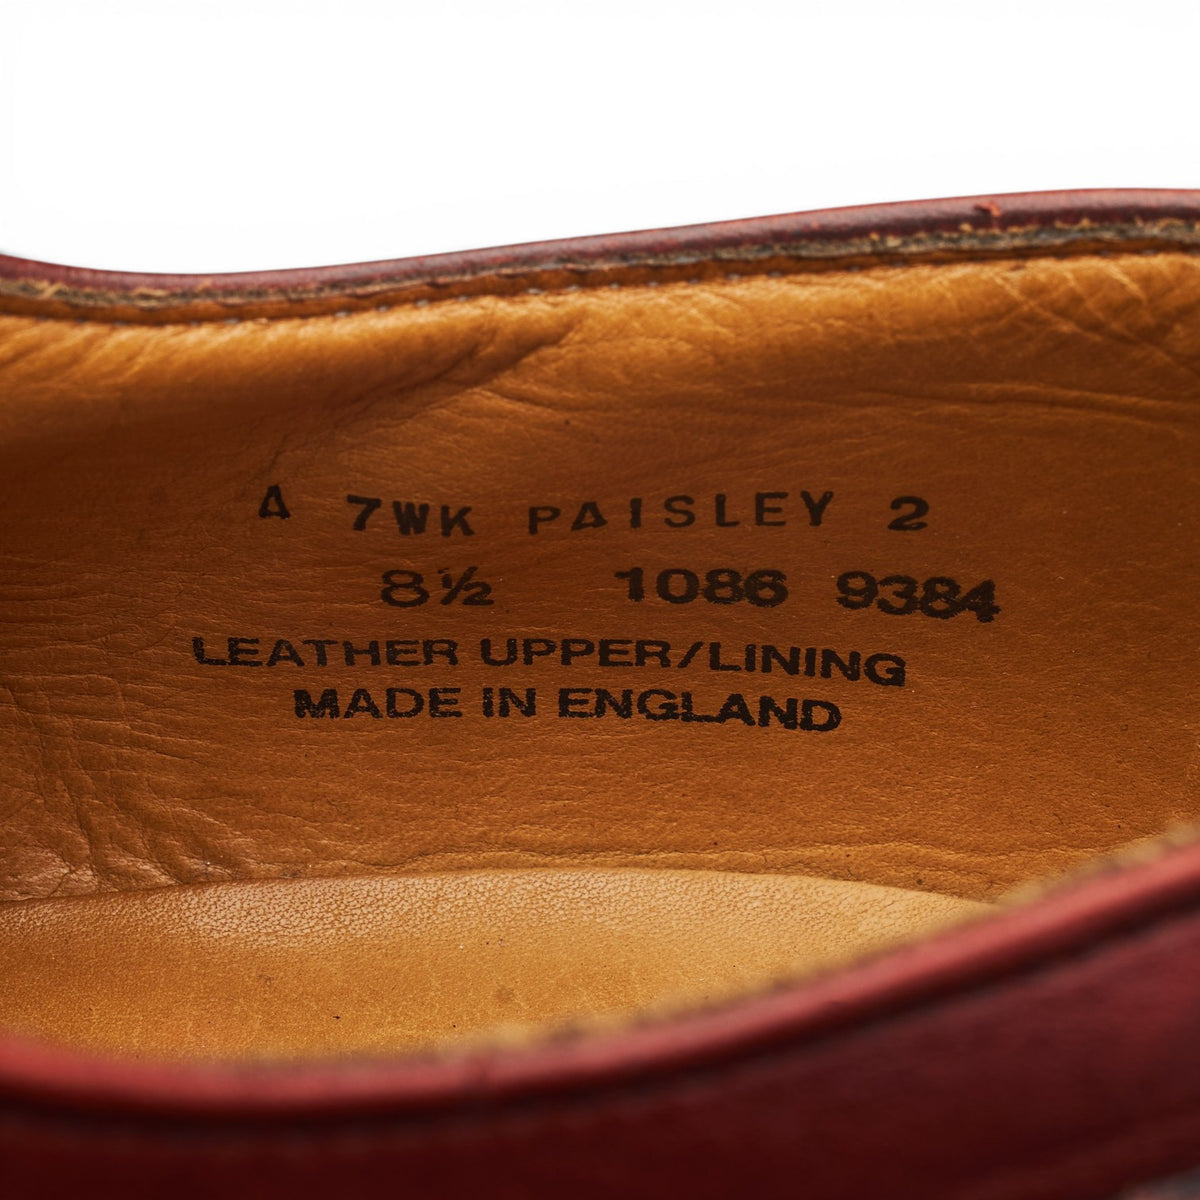 A 7WK PAISLEY 2
8½ 1086 9384
LEATHER UPPER/LINING
MADE IN ENGLAND